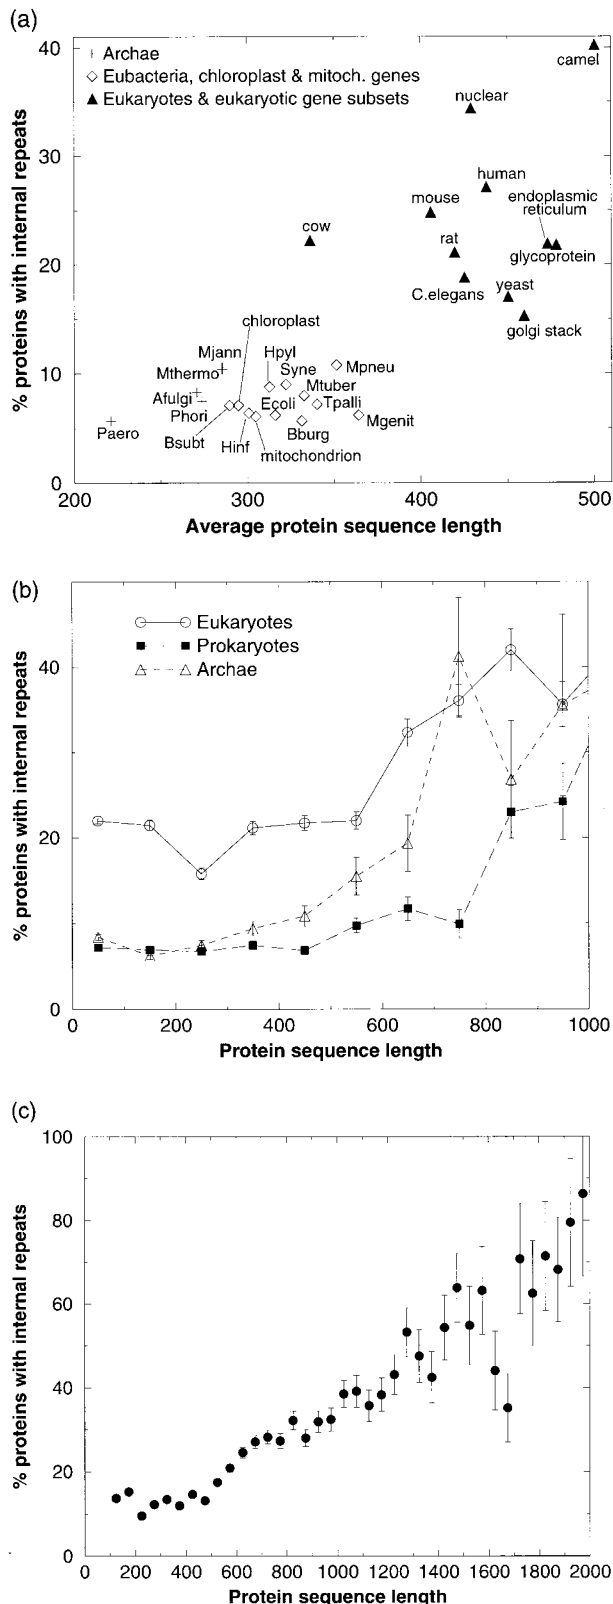 (a)
Archae
Eubacteria, chloroplast & mitoch. genes
Eukaryotes & eukaryotic gene subsets
camel
nuclear
human
mouse
endoplasmic
reticulum
cow
rat
glycoprotein
C.elegans
yeast
golgi stack
chloroplast
Mjann
Hpyl
Mthermo
Syne
Mpneu
Afulgi
Mtuber
Phori
Ecoli
Tpalli
Paero
Mgenit
Bsubt
Hinf
Bburg
mitochondrion
40
30
20
10
0
200
300
400
500
% proteins with internal repeats
Average protein sequence length
(b)
Eukaryotes
Prokaryotes
Archae
40
20
0
0
200
400
600
800
1000
% proteins with internal repeats
Protein sequence length
(c)
100
80
60
40
20
0
0
200
400
600
800
1000
1200
1400
1600
1800
2000
% proteins with internal repeats
Protein sequence length